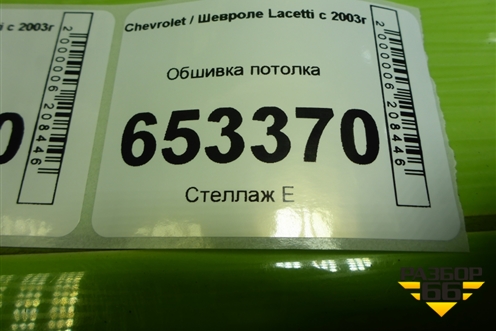 Chevrolet / Шевроле Lacetti с 2003г
Обшивка потолка
653370
Стеллаж Е
2000006208446
i с 2003г
0
2000006208446
РАЗБОР
66